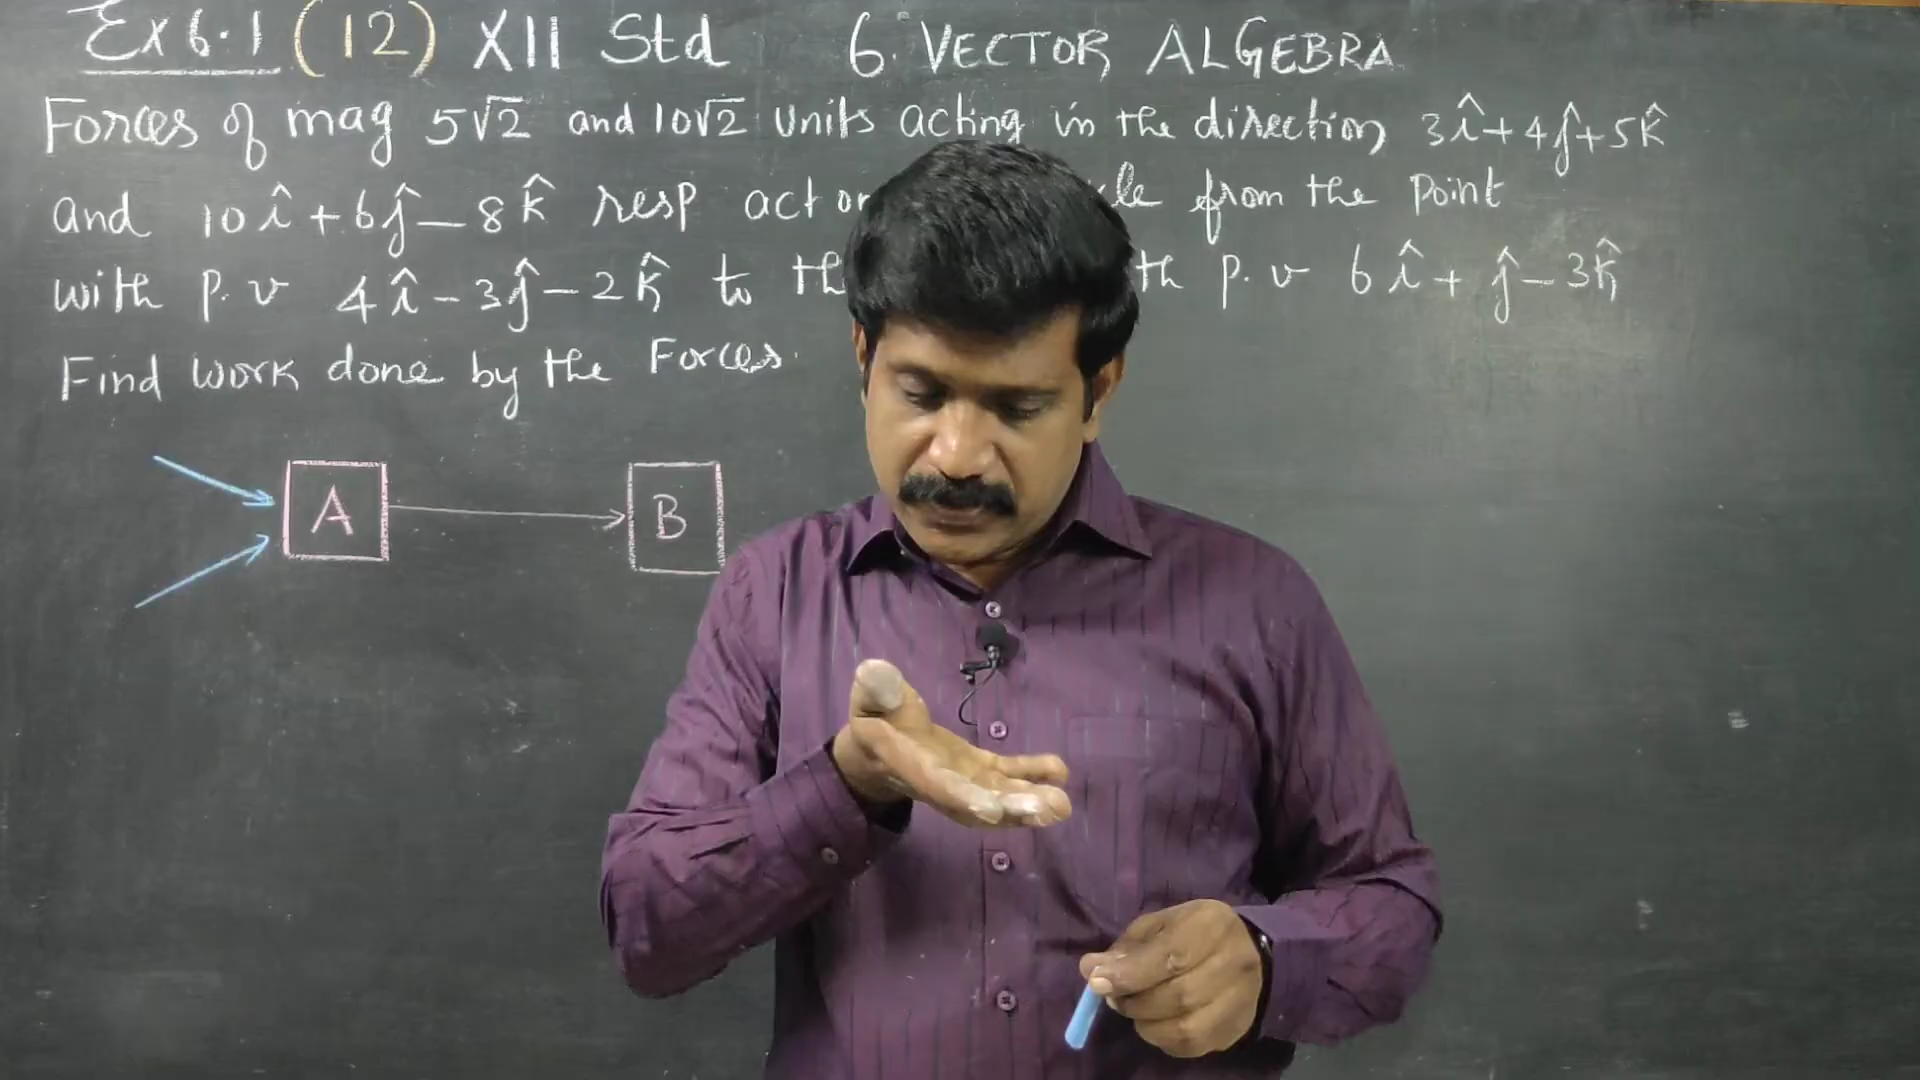 Ex 6.1 (12) XII Std 6. VECTOR ALGEBRA
Forces of mag 5√2 and 10√2 units acting in the direction 3î+4ĵ+5k̂
and 10î+6ĵ-8k̂ resp act from the point
with p.v 4î-3ĵ-2k̂ to p.v 6î+ĵ-3k̂
Find work done by the Forces.
A B